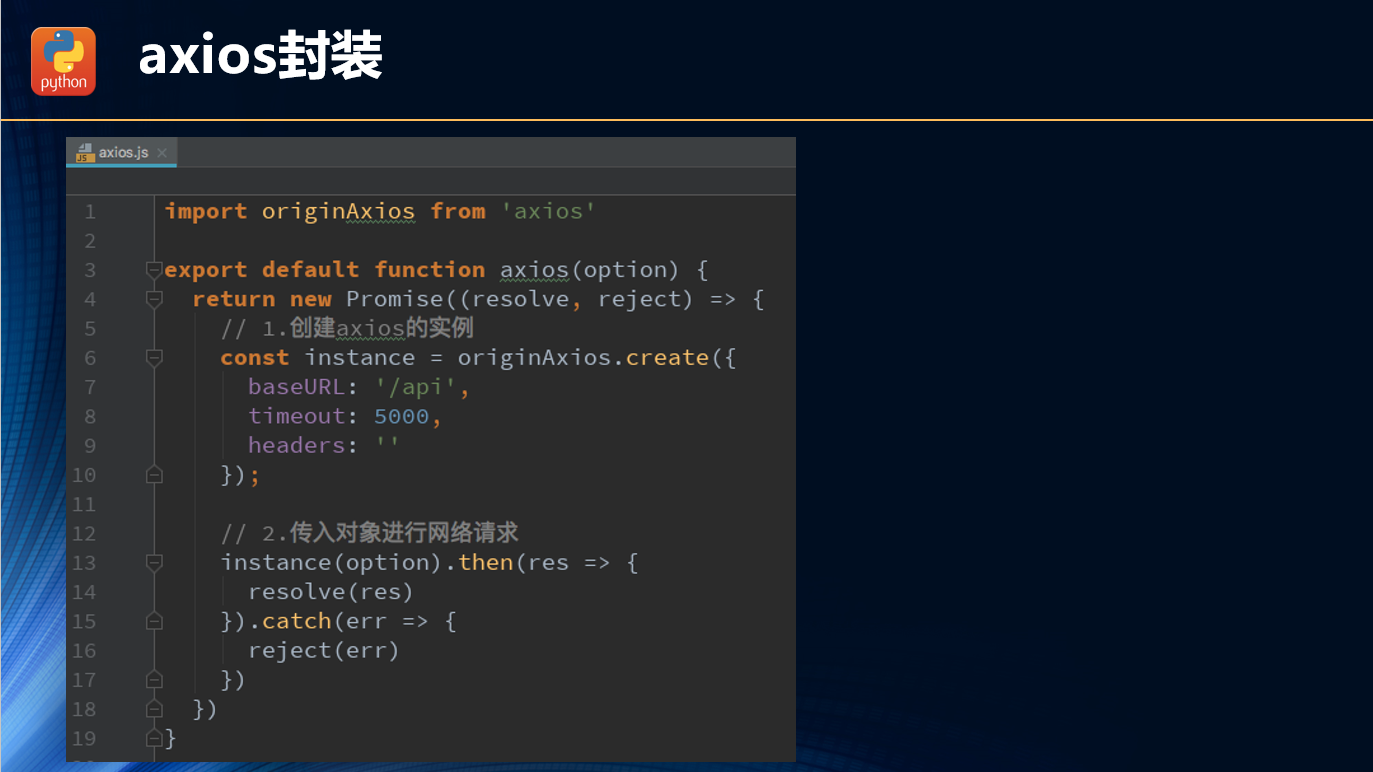 python
axios封装
axios.js
1 import originAxios from 'axios'
2
3 export default function axios(option) {
4   return new Promise((resolve, reject) => {
5     // 1.创建axios的实例
6     const instance = originAxios.create({
7       baseURL: '/api',
8       timeout: 5000,
9       headers: ''
10     });
11
12     // 2.传入对象进行网络请求
13     instance(option).then(res => {
14       resolve(res)
15     }).catch(err => {
16       reject(err)
17     })
18   })
19 }